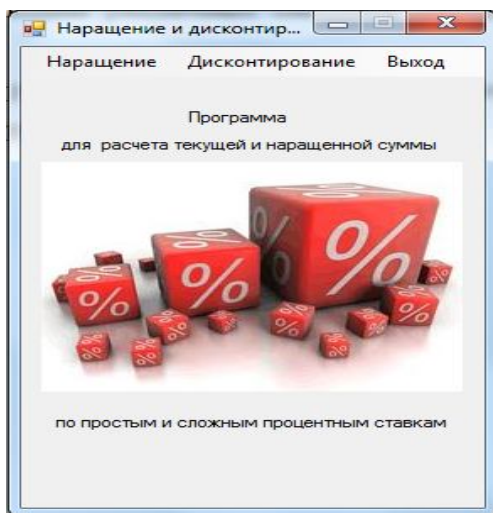 Наращение и дисконтир...
Наращение Дисконтирование Выход
Программа
для расчета текущей и наращенной суммы
% % % % % % % % % % %
по простым и сложным процентным ставкам